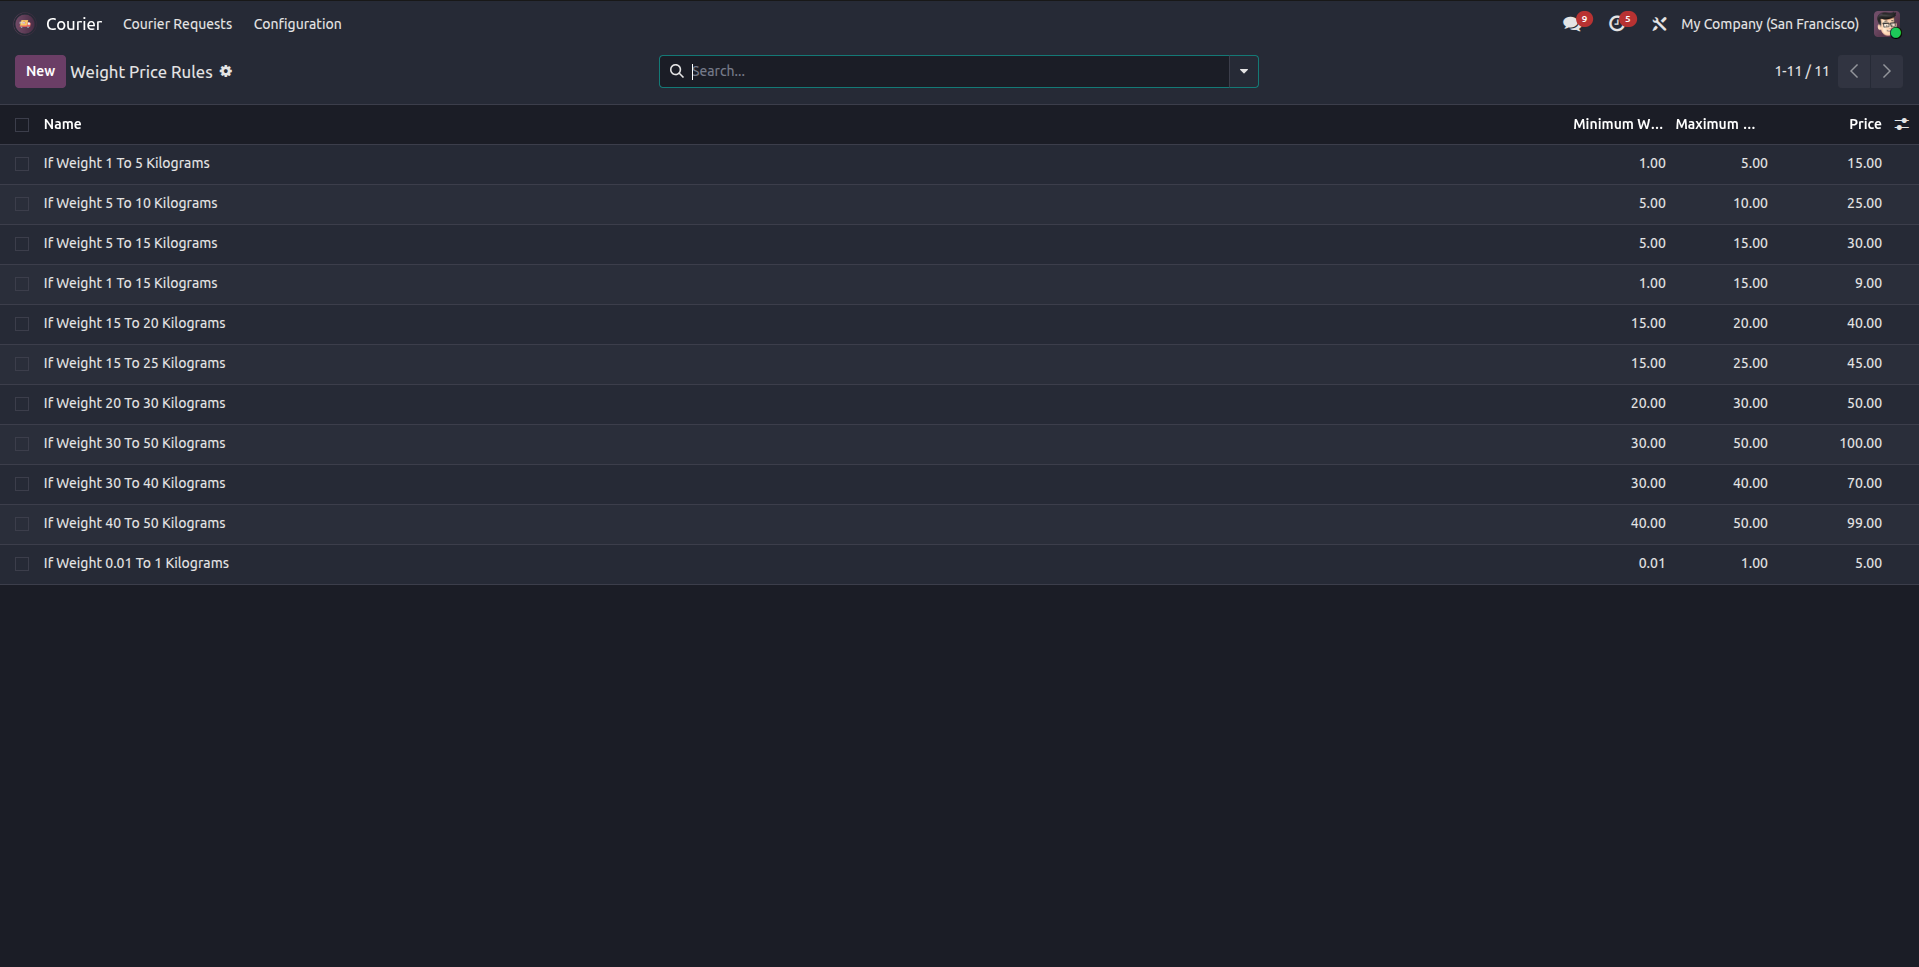 Courier Courier Requests Configuration 9 5 My Company (San Francisco)
New Weight Price Rules Search... 1-11 / 11
Name Minimum W... Maximum ... Price
If Weight 1 To 5 Kilograms 1.00 5.00 15.00
If Weight 5 To 10 Kilograms 5.00 10.00 25.00
If Weight 5 To 15 Kilograms 5.00 15.00 30.00
If Weight 1 To 15 Kilograms 1.00 15.00 9.00
If Weight 15 To 20 Kilograms 15.00 20.00 40.00
If Weight 15 To 25 Kilograms 15.00 25.00 45.00
If Weight 20 To 30 Kilograms 20.00 30.00 50.00
If Weight 30 To 50 Kilograms 30.00 50.00 100.00
If Weight 30 To 40 Kilograms 30.00 40.00 70.00
If Weight 40 To 50 Kilograms 40.00 50.00 99.00
If Weight 0.01 To 1 Kilograms 0.01 1.00 5.00